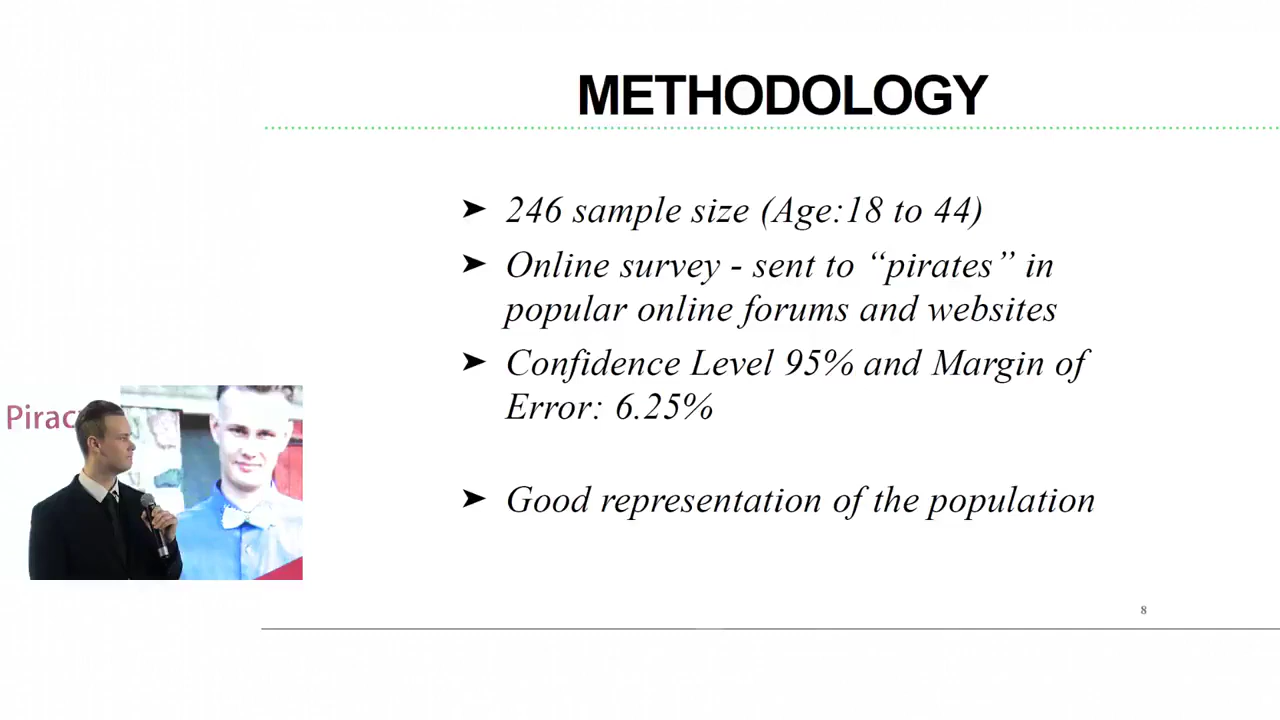 METHODOLOGY
➤ 246 sample size (Age:18 to 44)
➤ Online survey - sent to “pirates” in
popular online forums and websites
➤ Confidence Level 95% and Margin of
Error: 6.25%
➤ Good representation of the population
8